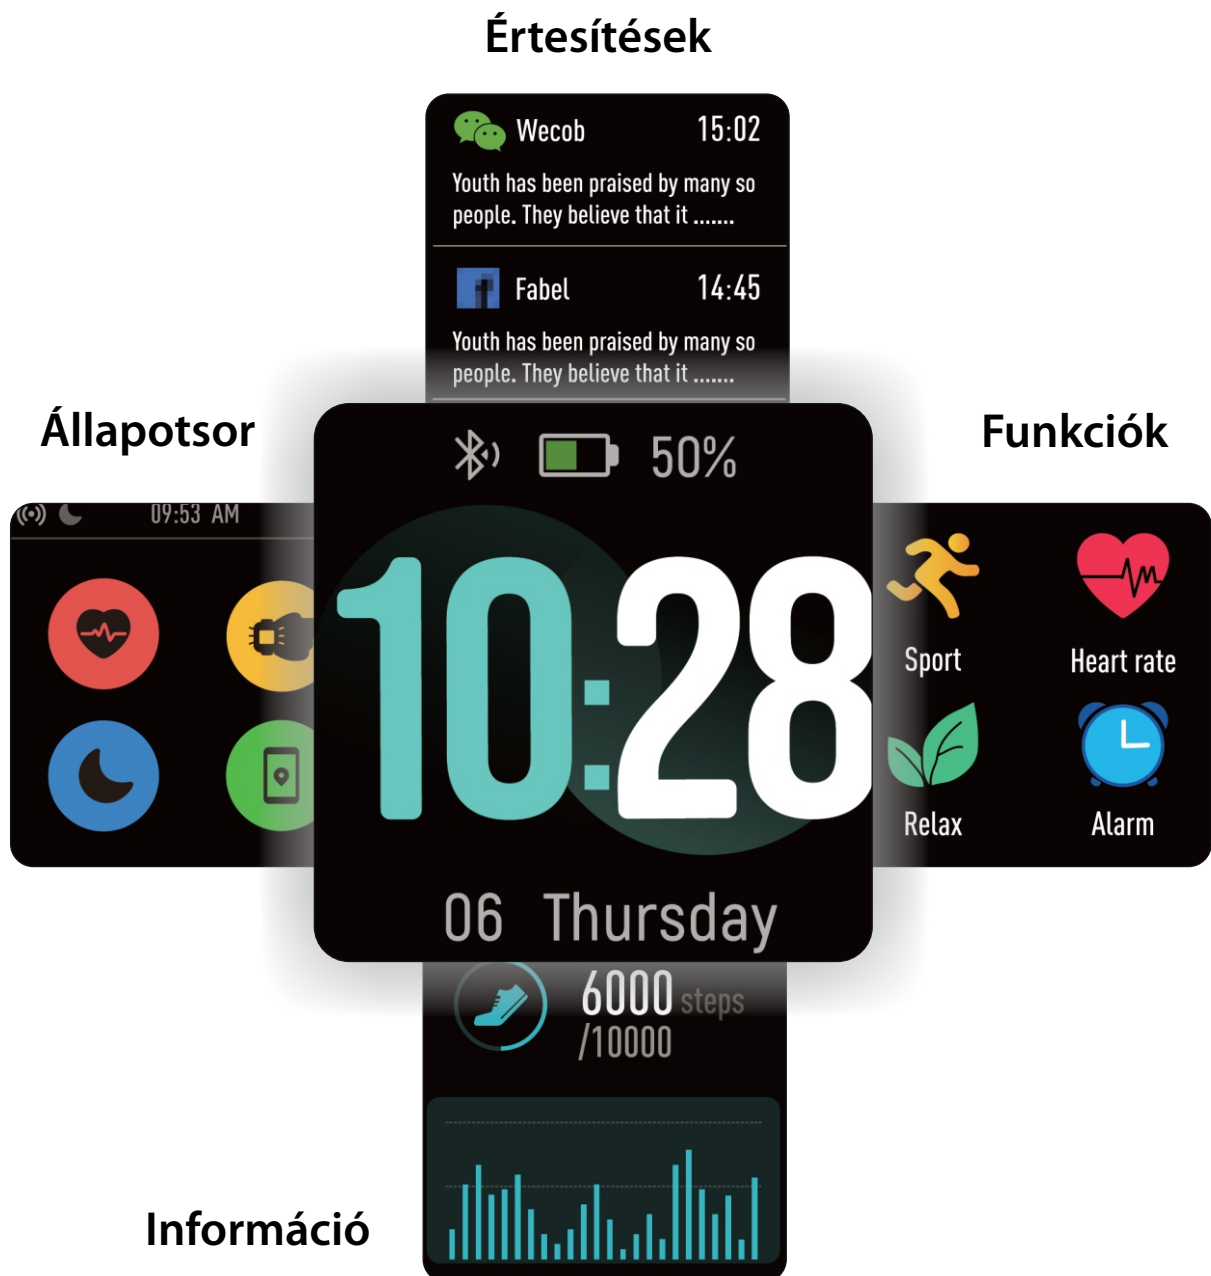 Értesítések
Wecob 15:02
Youth has been praised by many so
people. They believe that it .......
Fabel 14:45
Youth has been praised by many so
people. They believe that it .......
Állapotsor
Funkciók
50%
09:53 AM
10:28
Sport
Heart rate
Relax
Alarm
06 Thursday
6000 steps
/10000
Információ